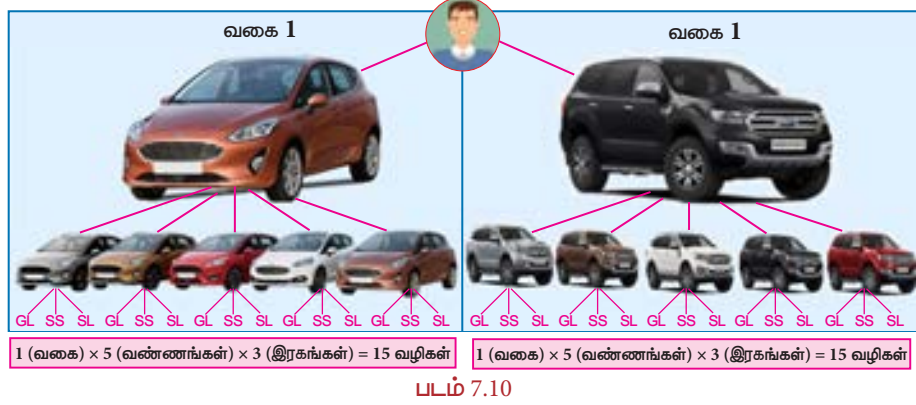 வகை 1
வகை 1
GL SS SL GL SS SL GL SS SL GL SS SL GL SS SL
GL SS SL GL SS SL GL SS SL GL SS SL GL SS SL
1 (வகை) × 5 (வண்ணங்கள்) × 3 (இரகங்கள்) = 15 வழிகள்
1 (வகை) × 5 (வண்ணங்கள்) × 3 (இரகங்கள்) = 15 வழிகள்
படம் 7.10